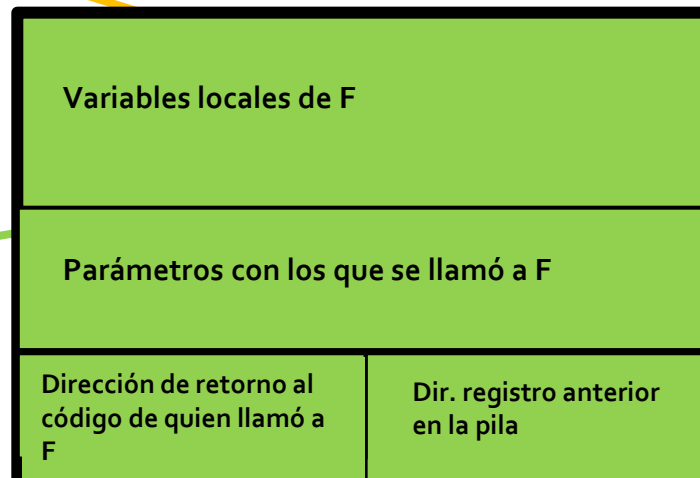 Variables locales de F
Parámetros con los que se llamó a F
Dirección de retorno al
código de quien llamó a
F
Dir. registro anterior
en la pila